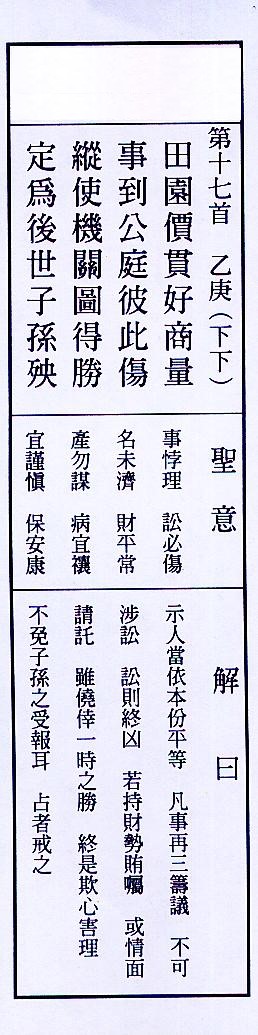 第十七首　乙庚（下下）
田園價貫好商量
事到公庭彼此傷
縱使機關圖得勝
定為後世子孫殃
聖意
事悖理　訟必傷
名未濟　財平常
產勿謀　病宜禳
宜謹慎　保安康
解曰
示人當依本份平等　凡事再三籌議　不可
涉訟　訟則終凶　若持財勢賄囑　或情面
請託　雖僥倖一時之勝　終是欺心害理
不免子孫之受報耳　占者戒之